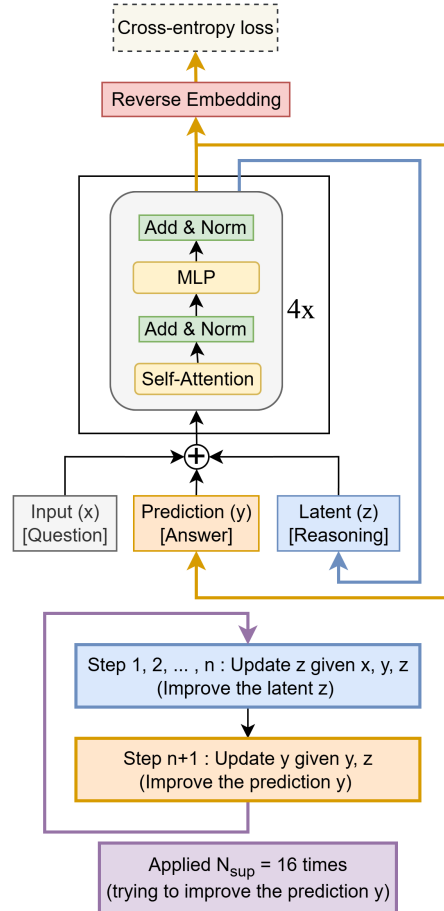 Cross-entropy loss
Reverse Embedding
Add & Norm
MLP
Add & Norm
Self-Attention
4x
+
Input (x)
[Question]
Prediction (y)
[Answer]
Latent (z)
[Reasoning]
Step 1, 2, ... , n : Update z given x, y, z
(Improve the latent z)
Step n+1 : Update y given y, z
(Improve the prediction y)
Applied Nsup = 16 times
(trying to improve the prediction y)